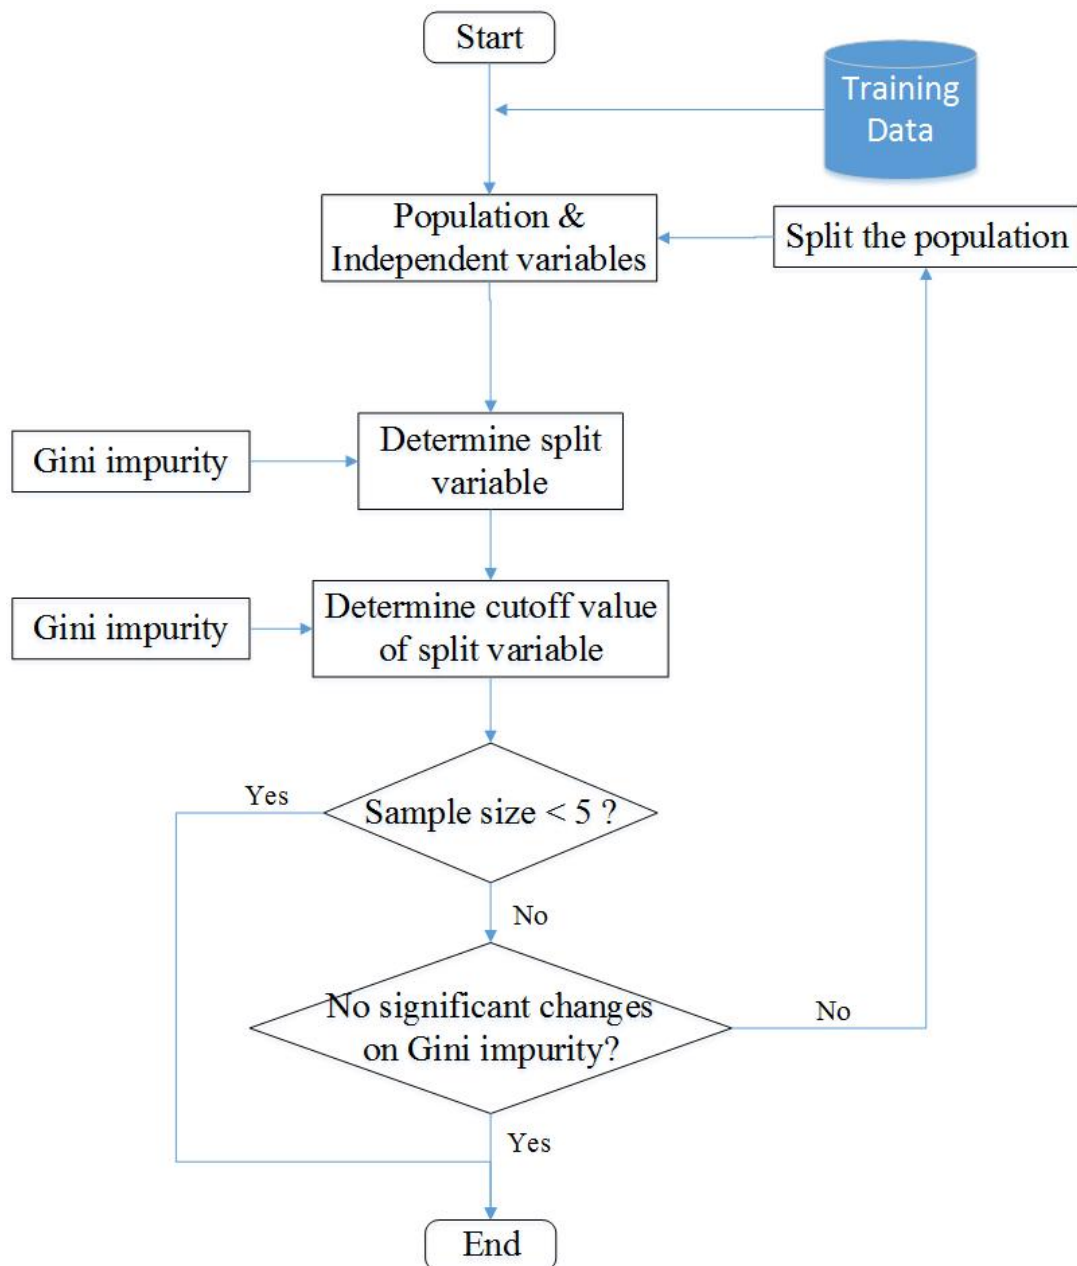 Start
Training
Data
Population &
Independent variables
Split the population
Gini impurity
Determine split
variable
Gini impurity
Determine cutoff value
of split variable
Yes
Sample size < 5 ?
No
No significant changes
on Gini impurity?
No
Yes
End